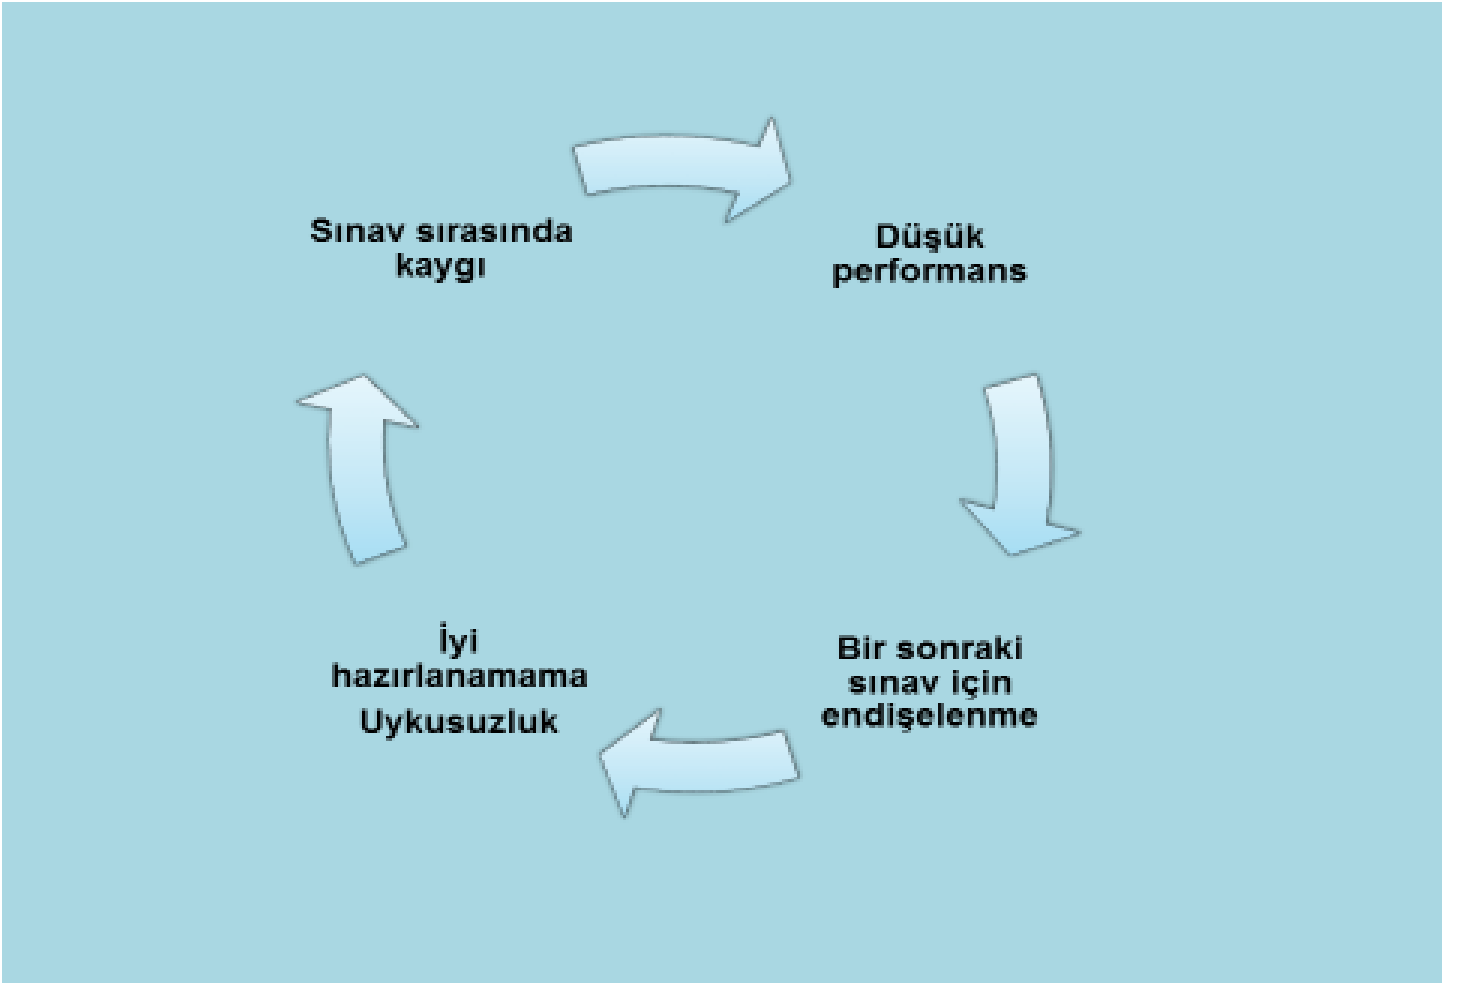 Sınav sırasında
kaygı
Düşük
performans
Bir sonraki
sınav için
endişelenme
İyi
hazırlanamama
Uykusuzluk